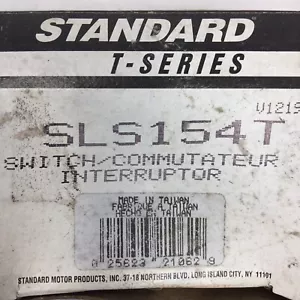 STANDARD
T-SERIES
V1219
SLS154T
SWITCH/COMMUTATEUR
INTERRUPTOR
MADE IN TAIWAN
FABRIQUE A TAIWAN
HECHO EN TAIWAN
0 25623 21062 9
STANDARD MOTOR PRODUCTS, INC. 37-18 NORTHERN BLVD., LONG ISLAND CITY, NY 11101